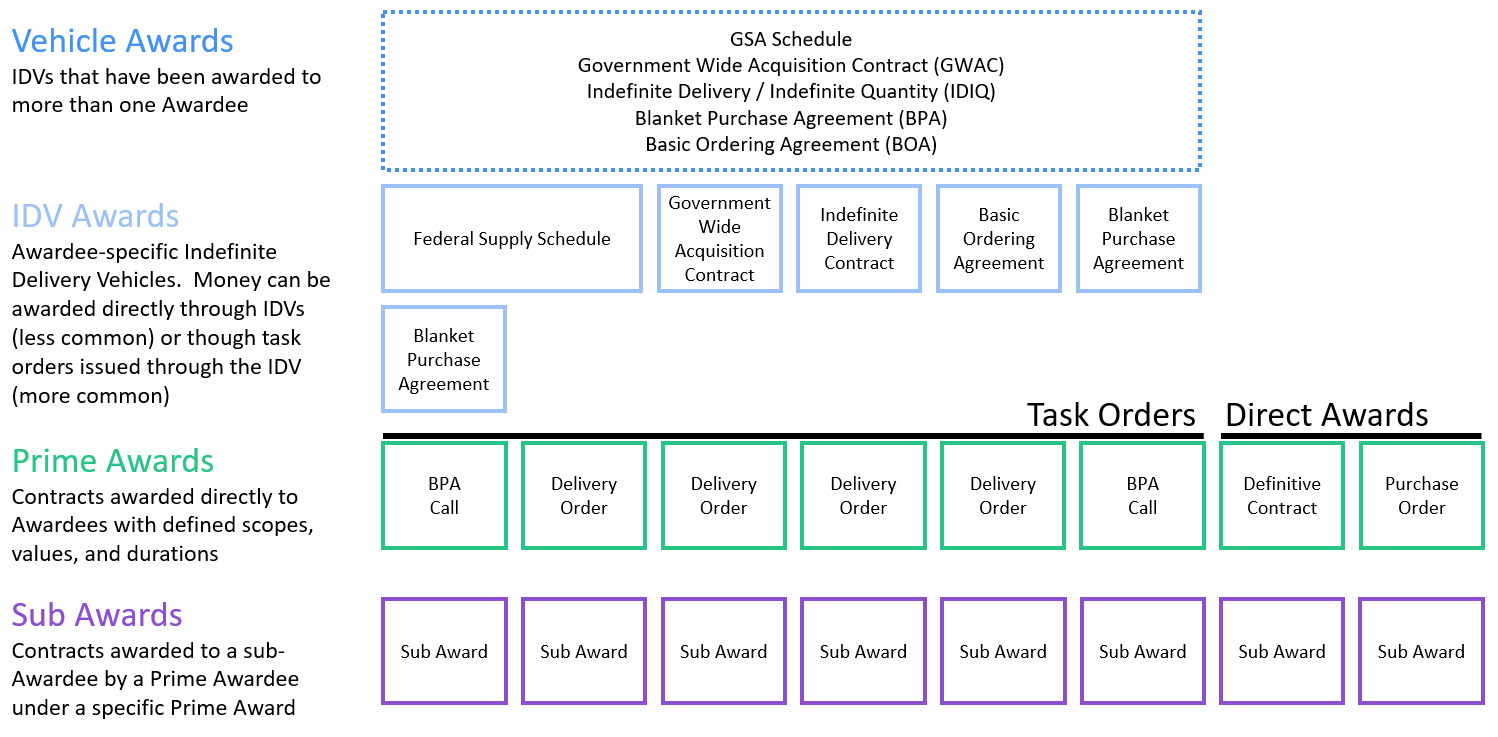 Vehicle Awards
IDVs that have been awarded to
more than one Awardee
GSA Schedule
Government Wide Acquisition Contract (GWAC)
Indefinite Delivery / Indefinite Quantity (IDIQ)
Blanket Purchase Agreement (BPA)
Basic Ordering Agreement (BOA)
IDV Awards
Awardee-specific Indefinite
Delivery Vehicles.  Money can be
awarded directly through IDVs
(less common) or though task
orders issued through the IDV
(more common)
Federal Supply Schedule
Government
Wide
Acquisition
Contract
Indefinite
Delivery
Contract
Basic
Ordering
Agreement
Blanket
Purchase
Agreement
Blanket
Purchase
Agreement
Task Orders
Direct Awards
Prime Awards
Contracts awarded directly to
Awardees with defined scopes,
values, and durations
BPA
Call
Delivery
Order
Delivery
Order
Delivery
Order
Delivery
Order
BPA
Call
Definitive
Contract
Purchase
Order
Sub Awards
Contracts awarded to a sub-
Awardee by a Prime Awardee
under a specific Prime Award
Sub Award
Sub Award
Sub Award
Sub Award
Sub Award
Sub Award
Sub Award
Sub Award